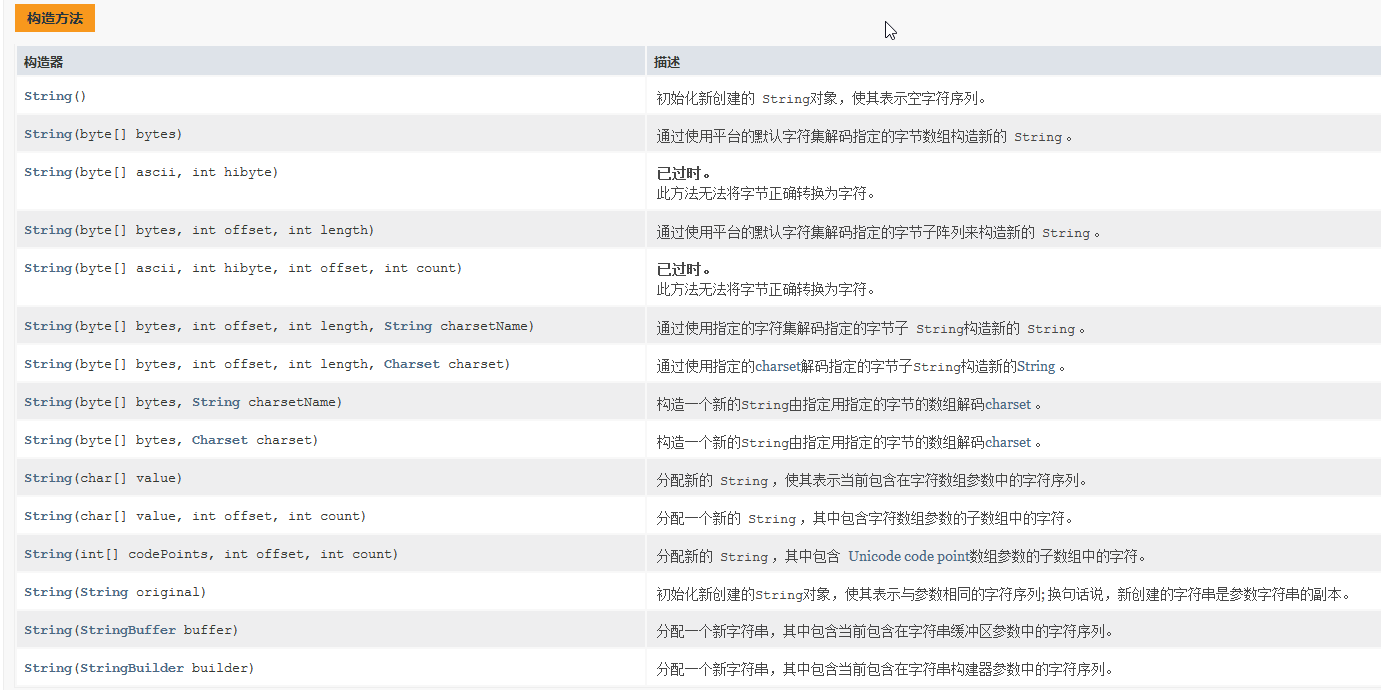 构造方法
构造器 描述
String() 初始化新创建的 String对象，使其表示空字符序列。
String(byte[] bytes) 通过使用平台的默认字符集解码指定的字节数组构造新的 String 。
String(byte[] ascii, int hibyte) 已过时。
此方法无法将字节正确转换为字符。
String(byte[] bytes, int offset, int length) 通过使用平台的默认字符集解码指定的字节子阵列来构造新的 String 。
String(byte[] ascii, int hibyte, int offset, int count) 已过时。
此方法无法将字节正确转换为字符。
String(byte[] bytes, int offset, int length, String charsetName) 通过使用指定的字符集解码指定的字节子 String构造新的 String 。
String(byte[] bytes, int offset, int length, Charset charset) 通过使用指定的charset解码指定的字节子String构造新的String 。
String(byte[] bytes, String charsetName) 构造一个新的String由指定用指定的字节的数组解码charset 。
String(byte[] bytes, Charset charset) 构造一个新的String由指定用指定的字节的数组解码charset 。
String(char[] value) 分配新的 String ，使其表示当前包含在字符数组参数中的字符序列。
String(char[] value, int offset, int count) 分配一个新的 String ，其中包含字符数组参数的子数组中的字符。
String(int[] codePoints, int offset, int count) 分配新的 String ，其中包含 Unicode code point数组参数的子数组中的字符。
String(String original) 初始化新创建的String对象，使其表示与参数相同的字符序列; 换句话说，新创建的字符串是参数字符串的副本。
String(StringBuffer buffer) 分配一个新字符串，其中包含当前包含在字符串缓冲区参数中的字符序列。
String(StringBuilder builder) 分配一个新字符串，其中包含当前包含在字符串构建器参数中的字符序列。